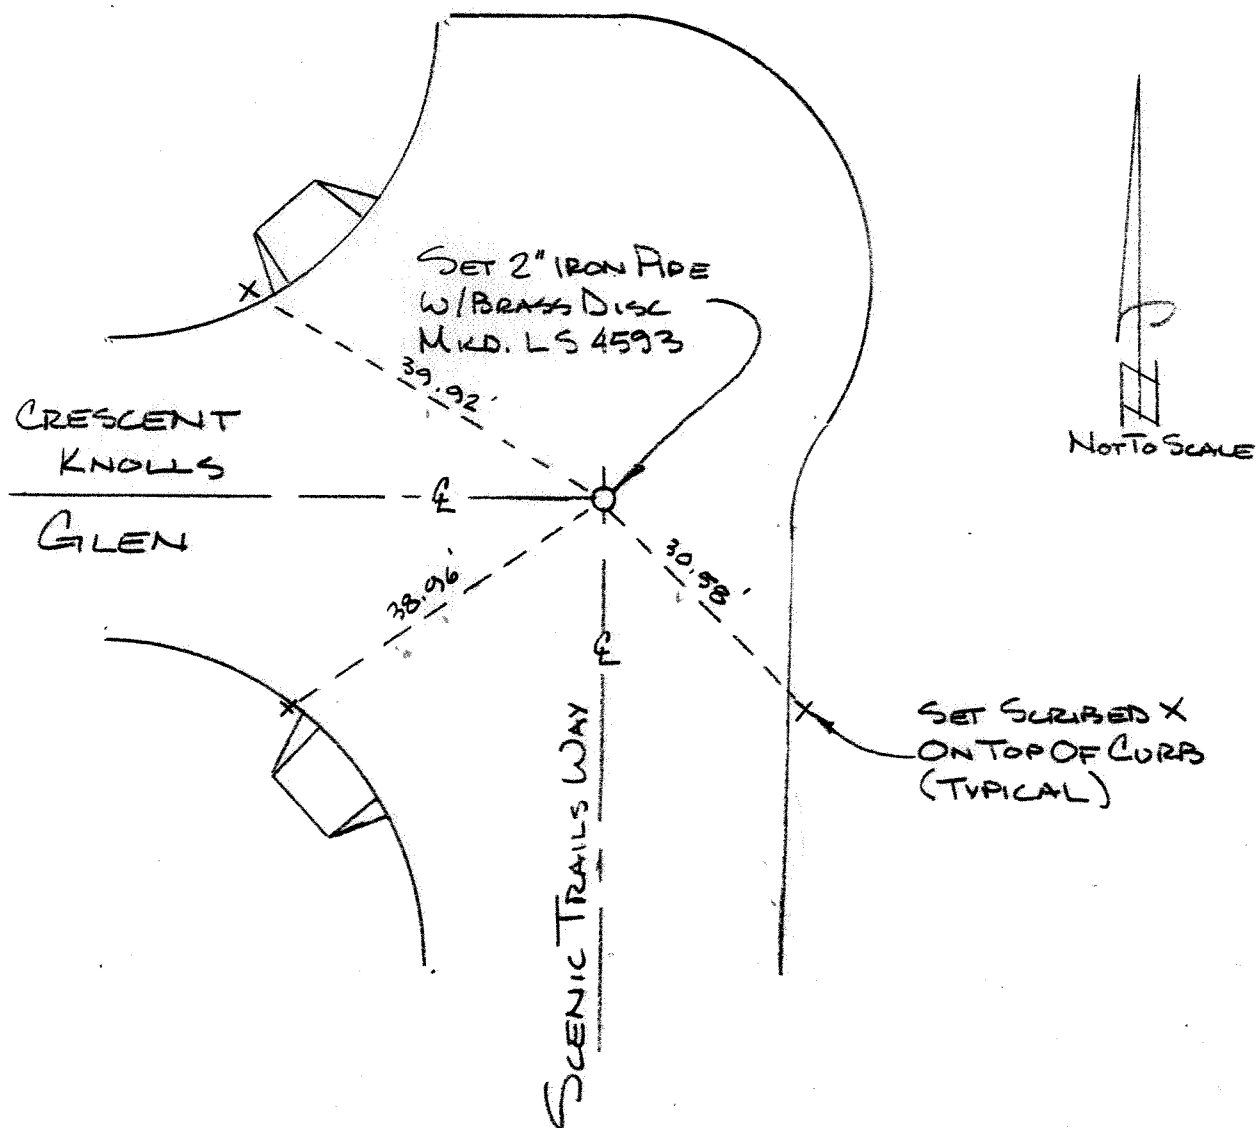 SET 2" IRON PIPE
W/BRASS DISC
MKD. LS 4593
39.92'
CRESCENT
KNOLLS
GLEN
℄
NOT TO SCALE
38.96'
30.58'
℄
SET SCRIBED X
ON TOP OF CURB
(TYPICAL)
SCENIC TRAILS WAY